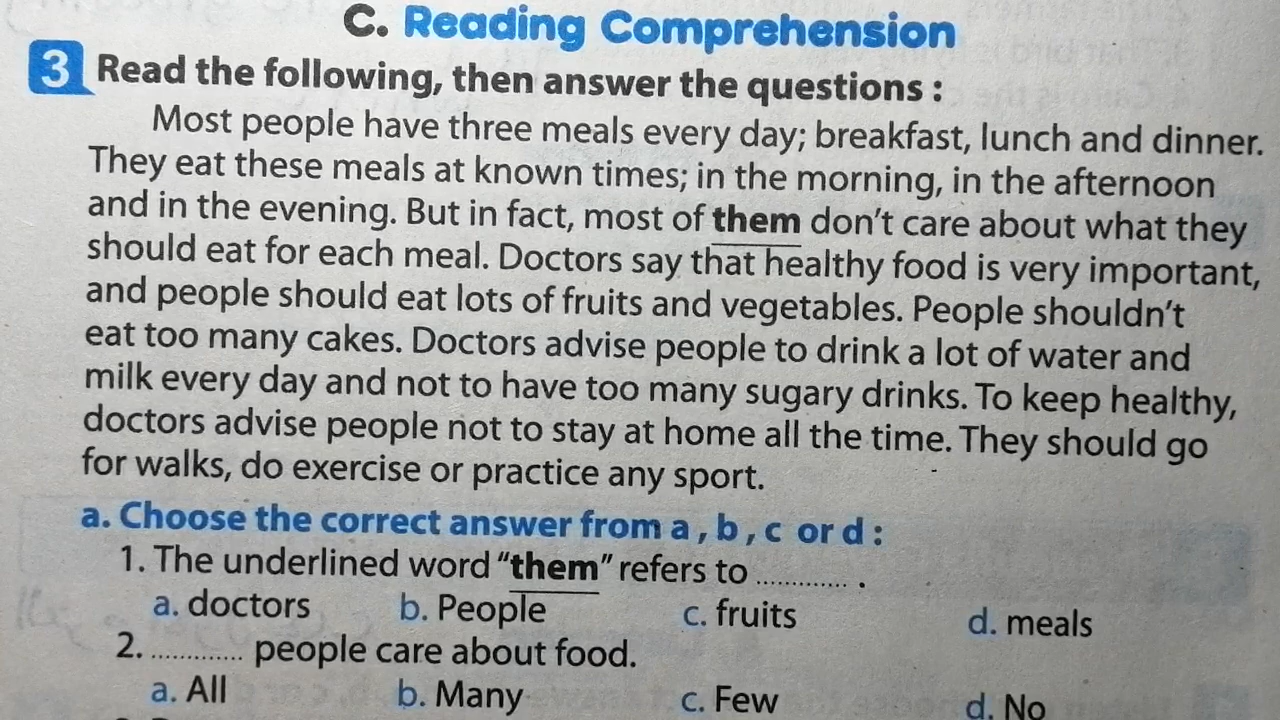 C. Reading Comprehension
3 Read the following, then answer the questions :
Most people have three meals every day; breakfast, lunch and dinner.
They eat these meals at known times; in the morning, in the afternoon
and in the evening. But in fact, most of them don't care about what they
should eat for each meal. Doctors say that healthy food is very important,
and people should eat lots of fruits and vegetables. People shouldn't
eat too many cakes. Doctors advise people to drink a lot of water and
milk every day and not to have too many sugary drinks. To keep healthy,
doctors advise people not to stay at home all the time. They should go
for walks, do exercise or practice any sport.
a. Choose the correct answer from a , b , c or d :
1. The underlined word "them" refers to ............. .
a. doctors b. People c. fruits d. meals
2. ............. people care about food.
a. All b. Many c. Few d. No